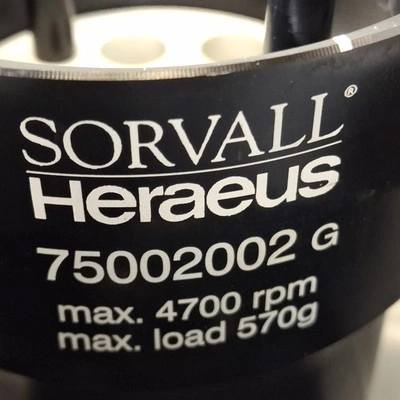 SORVALL®
Heraeus
75002002 G
max. 4700 rpm
max. load 570g